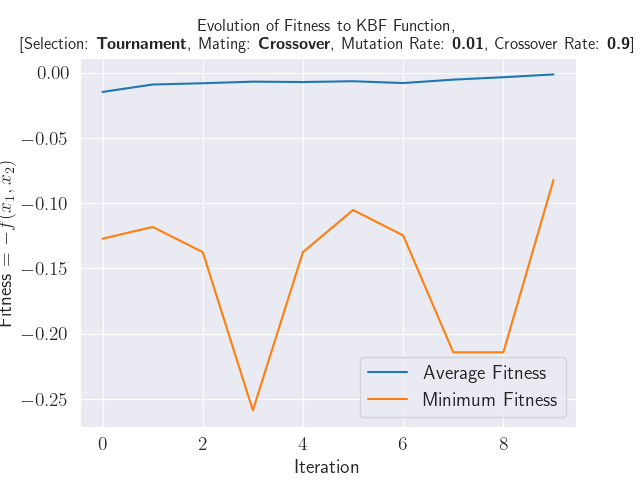 Evolution of Fitness to KBF Function,
[Selection: Tournament, Mating: Crossover, Mutation Rate: 0.01, Crossover Rate: 0.9]
0.00
−0.05
−0.10
−0.15
−0.20
−0.25
Fitness = −f(x₁, x₂)
Average Fitness
Minimum Fitness
0 2 4 6 8
Iteration